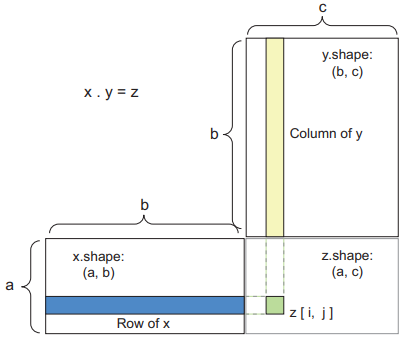 c
y.shape:
(b, c)
x . y = z
b
Column of y
b
x.shape:
(a, b)
z.shape:
(a, c)
a
z [ i, j ]
Row of x